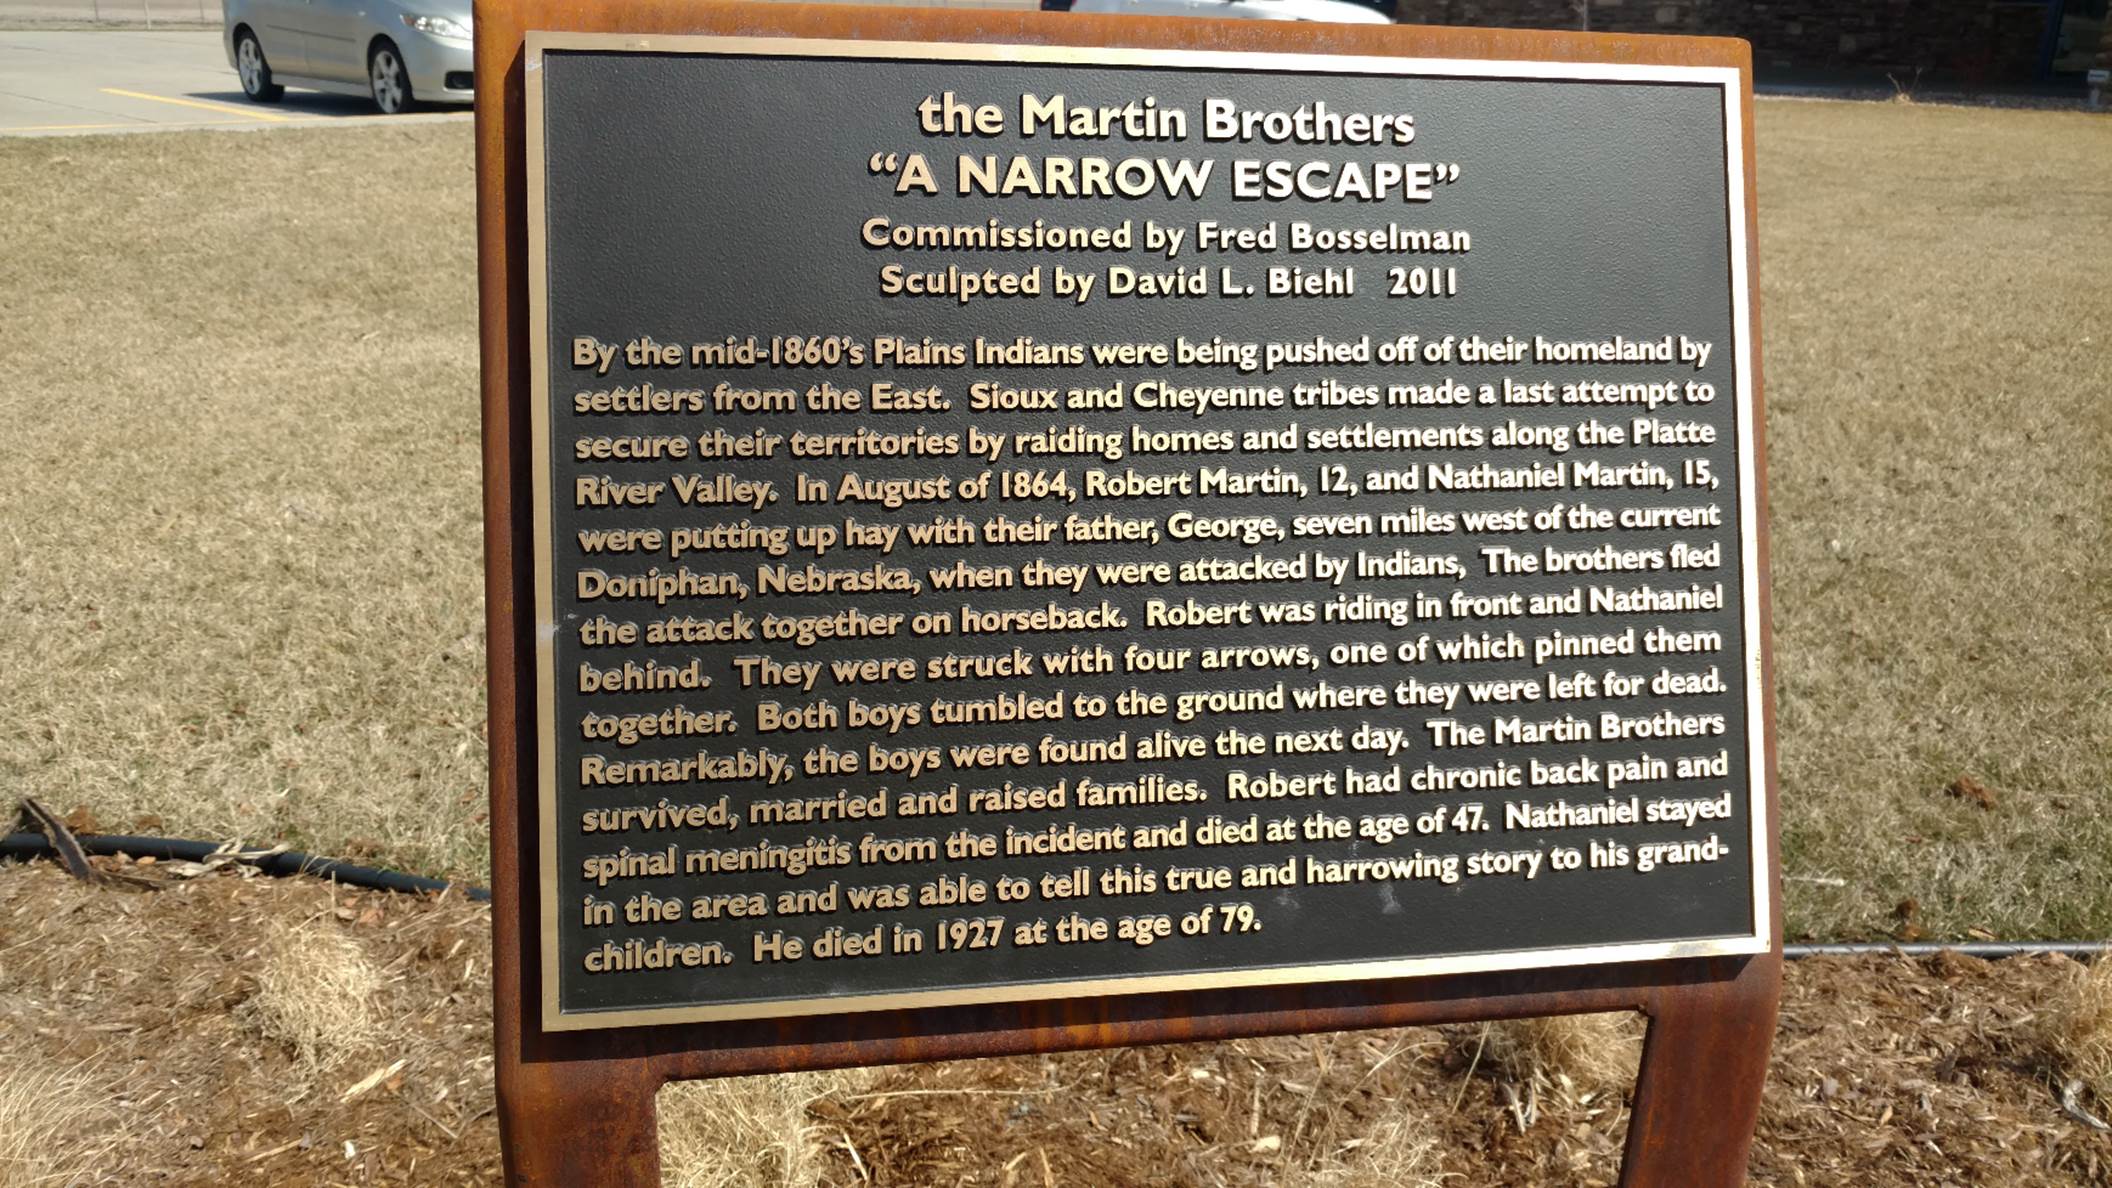 the Martin Brothers
“A NARROW ESCAPE”
Commissioned by Fred Bosselman
Sculpted by David L. Biehl 2011
By the mid-1860’s Plains Indians were being pushed off of their homeland by
settlers from the East. Sioux and Cheyenne tribes made a last attempt to
secure their territories by raiding homes and settlements along the Platte
River Valley. In August of 1864, Robert Martin, 12, and Nathaniel Martin, 15,
were putting up hay with their father, George, seven miles west of the current
Doniphan, Nebraska, when they were attacked by Indians, The brothers fled
the attack together on horseback. Robert was riding in front and Nathaniel
behind. They were struck with four arrows, one of which pinned them
together. Both boys tumbled to the ground where they were left for dead.
Remarkably, the boys were found alive the next day. The Martin Brothers
survived, married and raised families. Robert had chronic back pain and
spinal meningitis from the incident and died at the age of 47. Nathaniel stayed
in the area and was able to tell this true and harrowing story to his grand-
children. He died in 1927 at the age of 79.